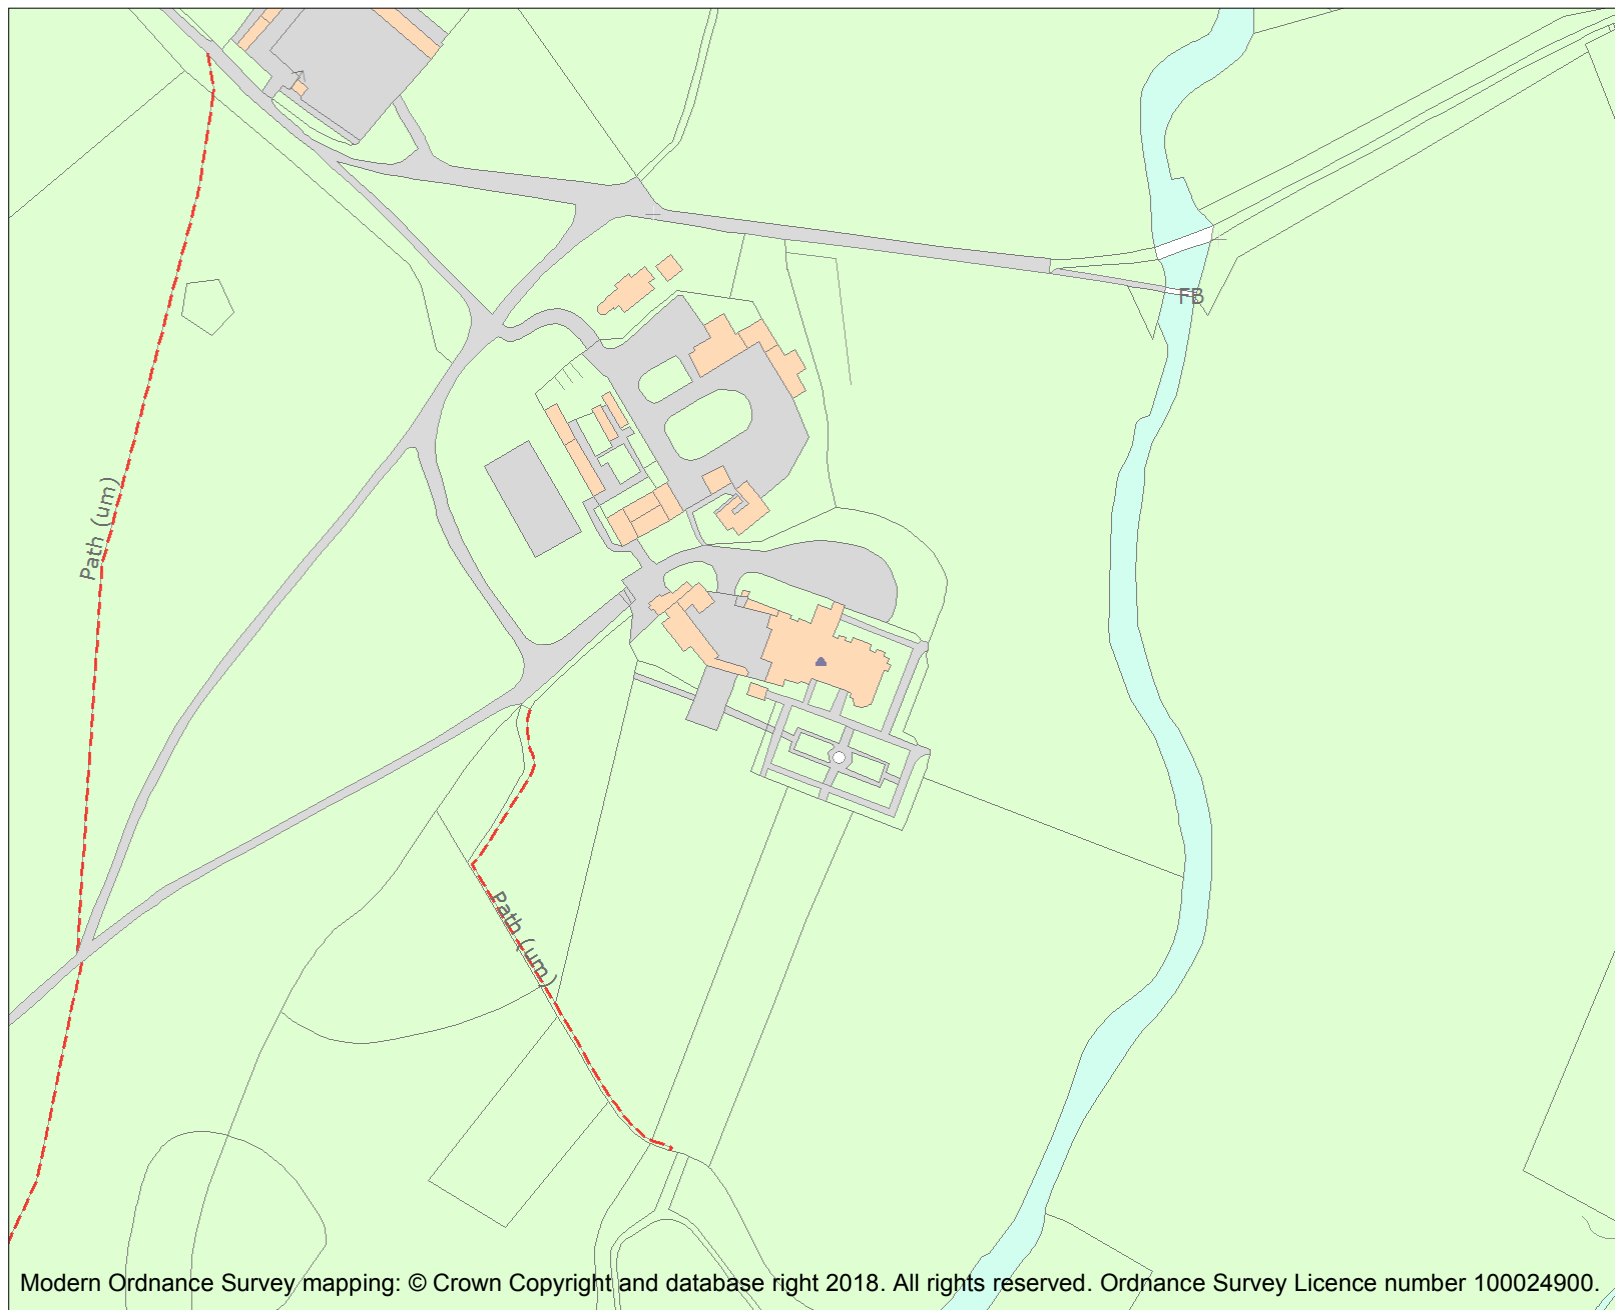 FB
Path (um)
Path (um)
Modern Ordnance Survey mapping: © Crown Copyright and database right 2018. All rights reserved. Ordnance Survey Licence number 100024900.